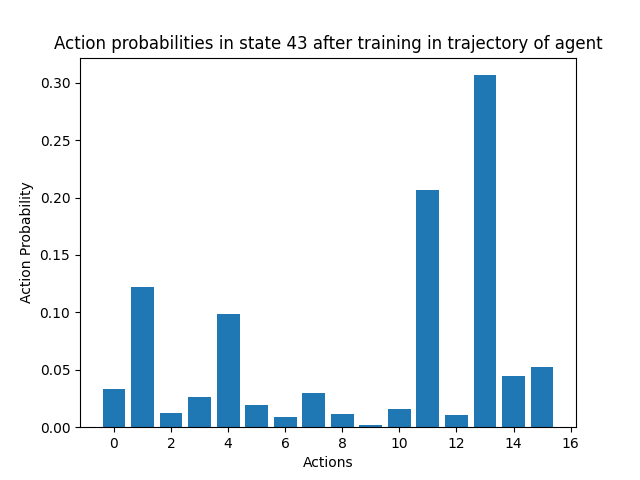 Action probabilities in state 43 after training in trajectory of agent
0.30
0.25
0.20
0.15
0.10
0.05
0.00
Action Probability
0 2 4 6 8 10 12 14 16
Actions